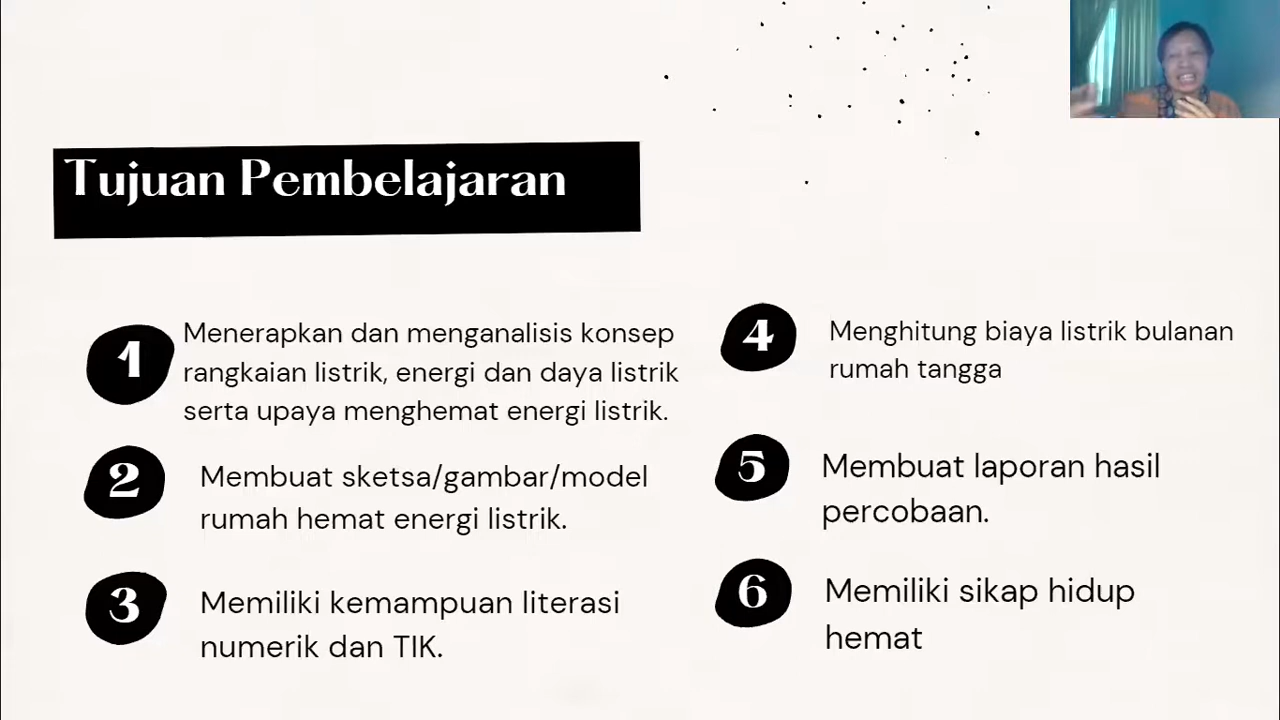 Tujuan Pembelajaran
1
Menerapkan dan menganalisis konsep
rangkaian listrik, energi dan daya listrik
serta upaya menghemat energi listrik.
2
Membuat sketsa/gambar/model
rumah hemat energi listrik.
3
Memiliki kemampuan literasi
numerik dan TIK.
4
Menghitung biaya listrik bulanan
rumah tangga
5
Membuat laporan hasil
percobaan.
6
Memiliki sikap hidup
hemat